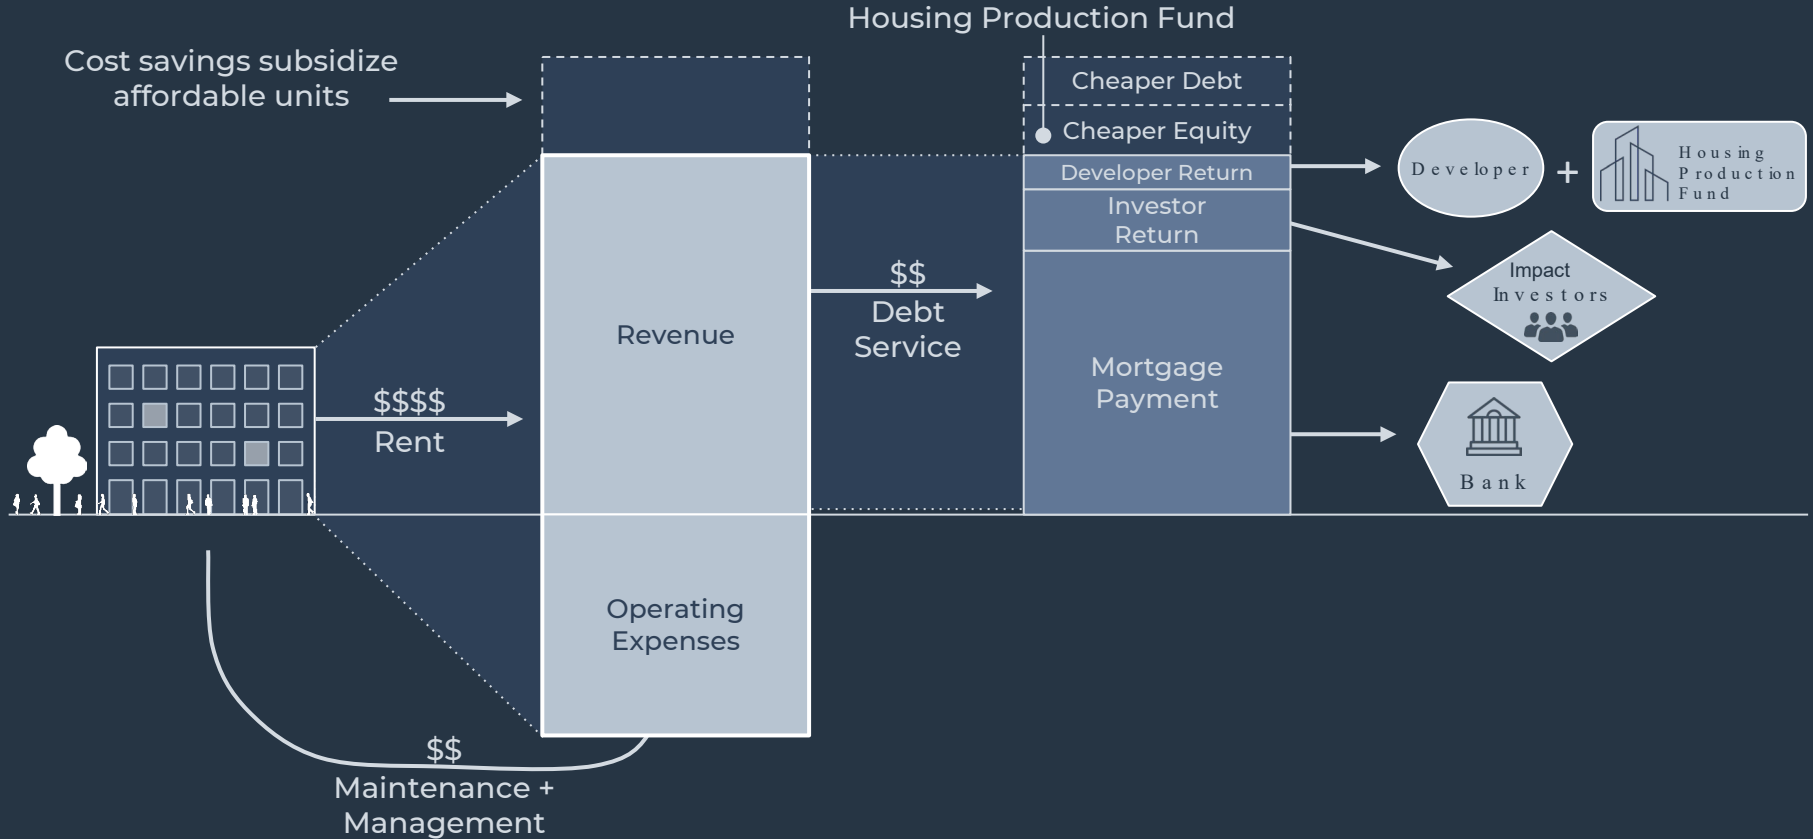 Housing Production Fund
Cost savings subsidize
affordable units
Cheaper Debt
Cheaper Equity
Developer Return
Investor
Return
Mortgage
Payment
Developer
+
Housing
Production
Fund
Impact
Investors
Bank
$$
Debt
Service
Revenue
$$$$
Rent
Operating
Expenses
$$
Maintenance +
Management